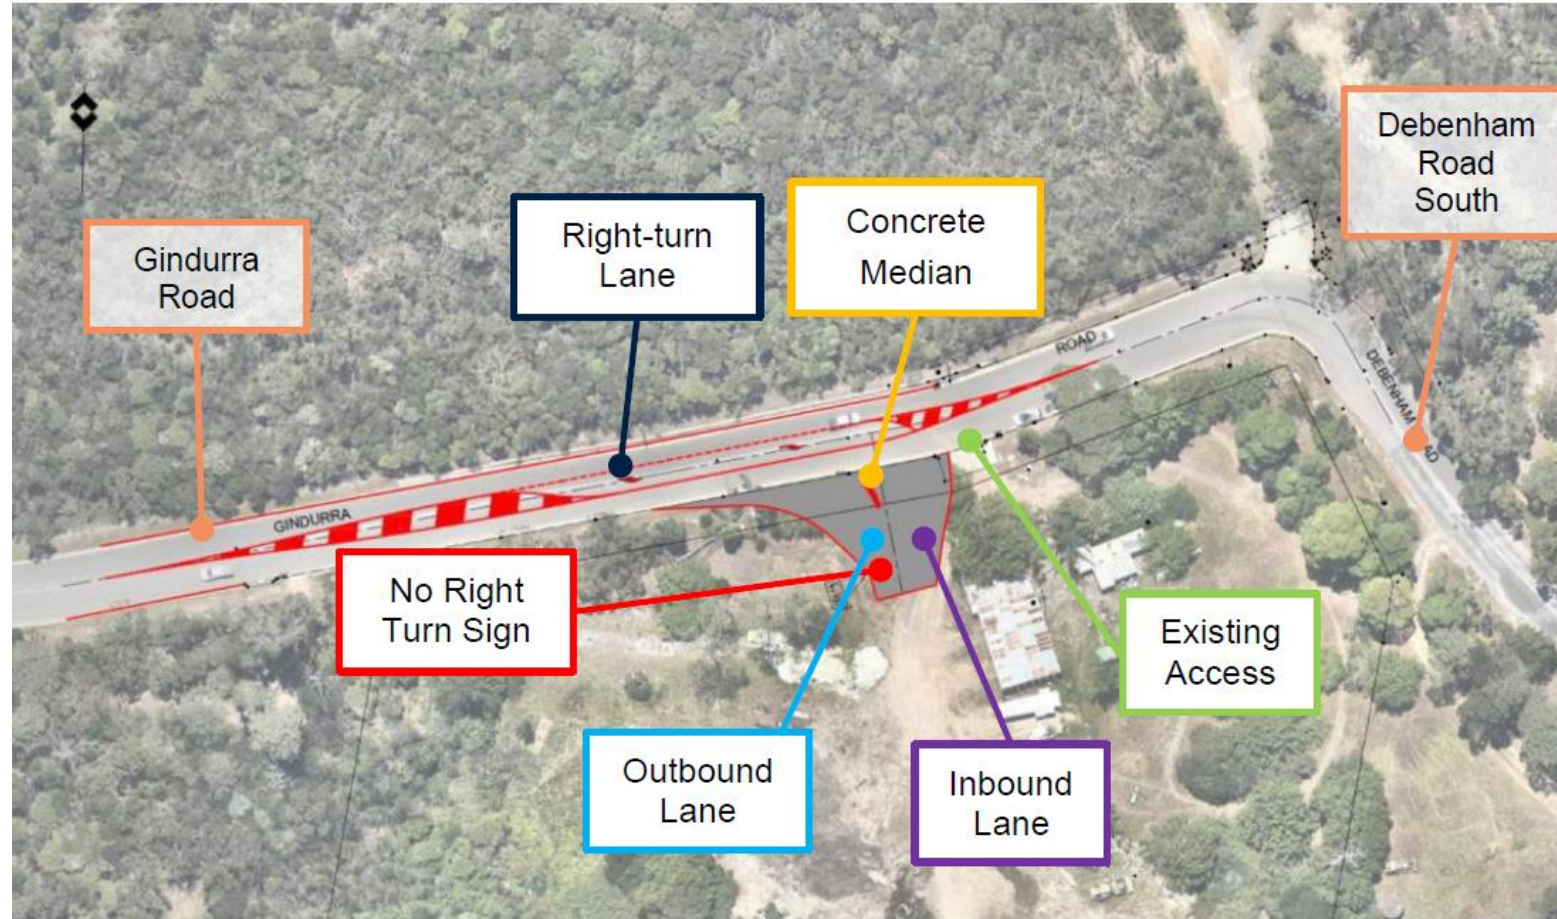 Debenham
Road
South
Gindurra
Road
Right-turn
Lane
Concrete
Median
ROAD
DEBENHAM ROAD
GINDURRA
No Right
Turn Sign
Existing
Access
Outbound
Lane
Inbound
Lane